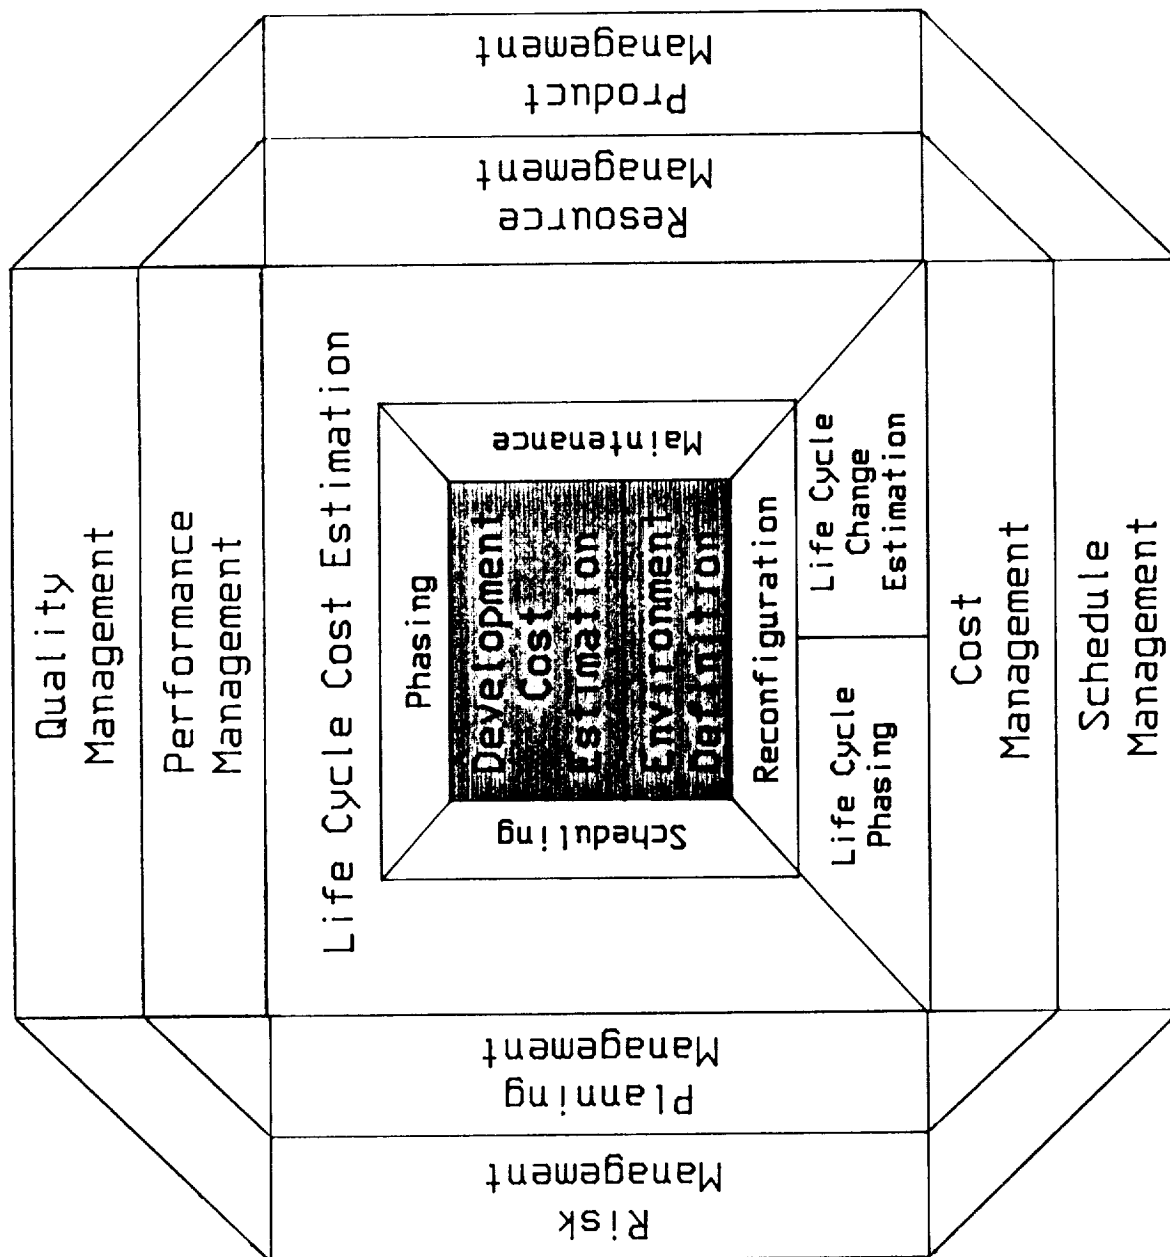 Quality
Management
Performance
Management
Life Cycle Cost Estimation
Phasing
Development
Cost
Estimation
Environment
Definition
Reconfiguration
Scheduling
Maintenance
Life Cycle
Phasing
Life Cycle
Change
Estimation
Cost
Management
Schedule
Management
Risk
Management
Planning
Management
Resource
Management
Product
Management